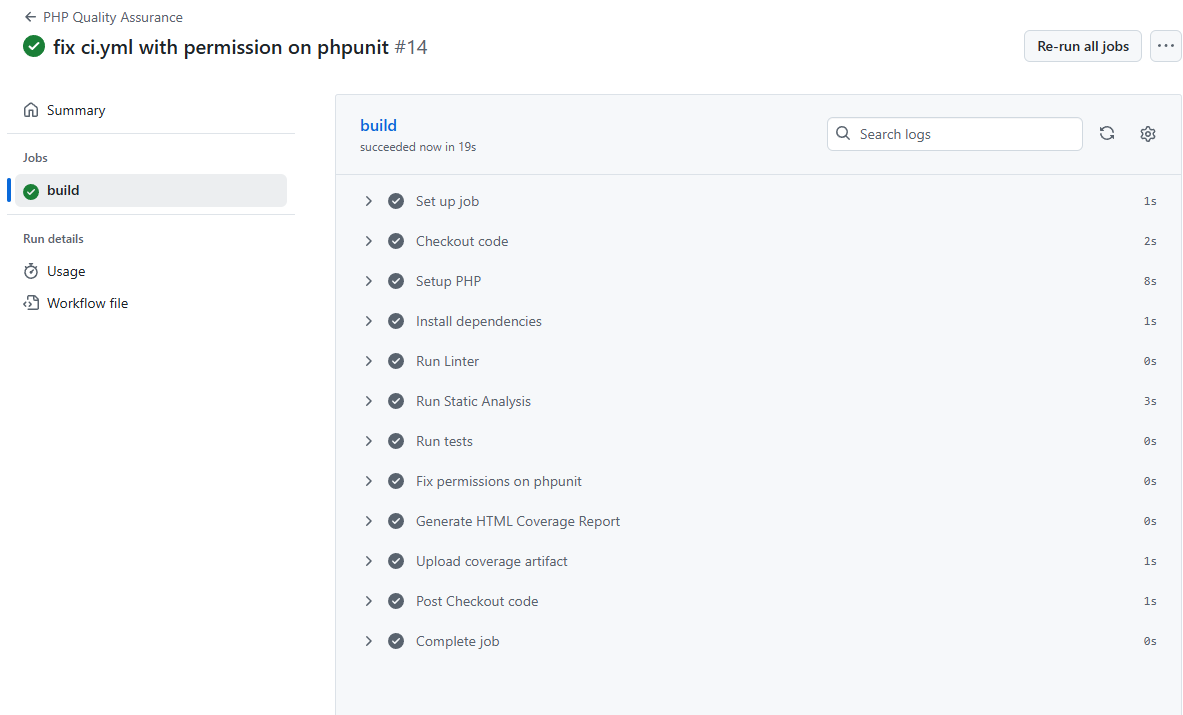 PHP Quality Assurance
fix ci.yml with permission on phpunit #14
Re-run all jobs
Summary
Jobs
build
Run details
Usage
Workflow file
build
succeeded now in 19s
Search logs
Set up job 1s
Checkout code 2s
Setup PHP 8s
Install dependencies 1s
Run Linter 0s
Run Static Analysis 3s
Run tests 0s
Fix permissions on phpunit 0s
Generate HTML Coverage Report 0s
Upload coverage artifact 1s
Post Checkout code 1s
Complete job 0s